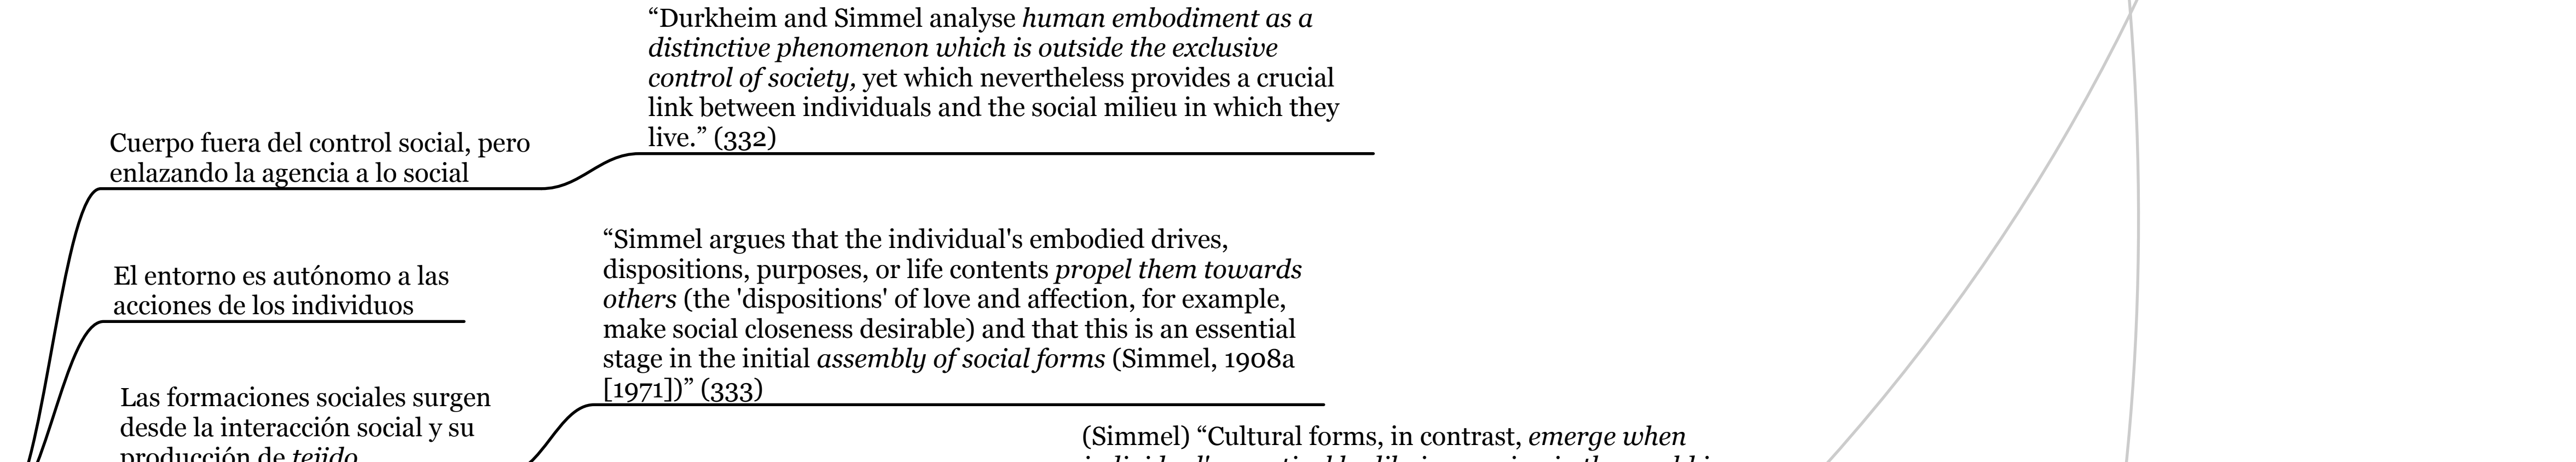 “Durkheim and Simmel analyse human embodiment as a
distinctive phenomenon which is outside the exclusive
control of society, yet which nevertheless provides a crucial
link between individuals and the social milieu in which they
live.” (332)
Cuerpo fuera del control social, pero
enlazando la agencia a lo social
“Simmel argues that the individual's embodied drives,
dispositions, purposes, or life contents propel them towards
others (the 'dispositions' of love and affection, for example,
make social closeness desirable) and that this is an essential
stage in the initial assembly of social forms (Simmel, 1908a
[1971])” (333)
El entorno es autónomo a las
acciones de los individuos
Las formaciones sociales surgen
desde la interacción social y su
producción de tejido
(Simmel) “Cultural forms, in contrast, emerge when